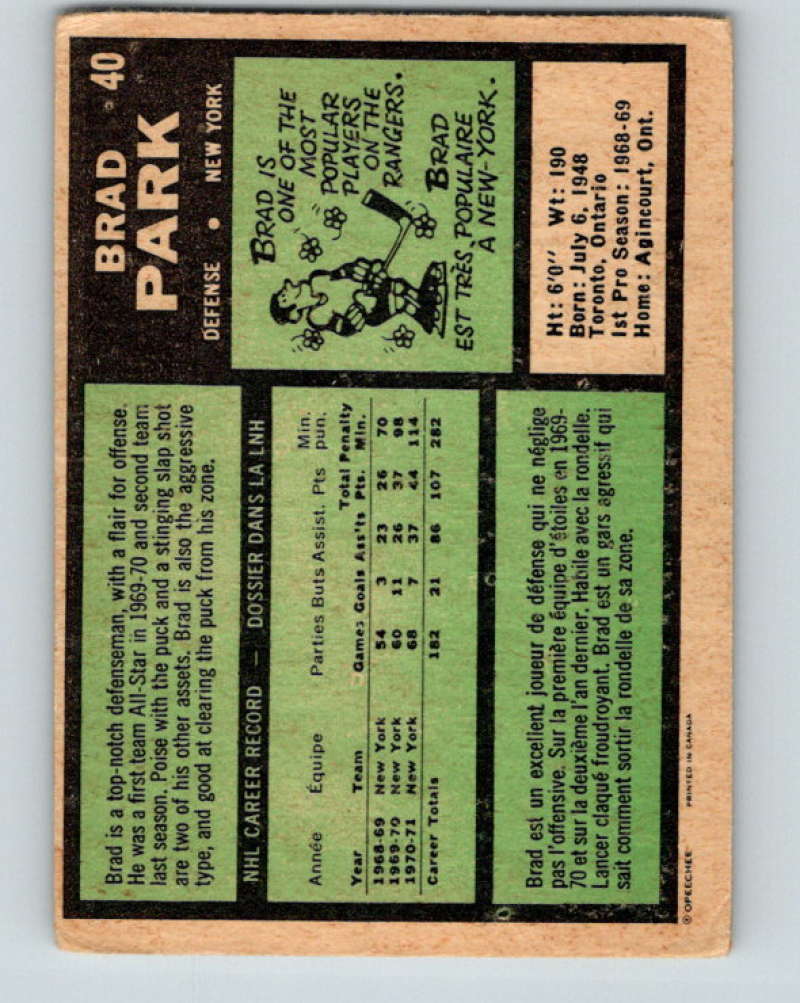 BRAD • 40
PARK
DEFENSE • NEW YORK
Brad is a top-notch defenseman, with a flair for offense.
He was a first team All-Star in 1969-70 and second team
last season. Poise with the puck and a stinging slap shot
are two of his other assets. Brad is also the aggressive
type, and good at clearing the puck from his zone.
BRAD IS
ONE OF THE
MOST
POPULAR
PLAYERS
ON THE
RANGERS.
BRAD
EST TRÈS POPULAIRE
A NEW-YORK.
NHL CAREER RECORD — DOSSIER DANS LA LNH
Année Équipe Parties Buts Assist. Pts Min. pun.
Year Team Games Goals Ass'ts Total Pts. Penalty Min.
1968-69 New York 54 3 23 26 70
1969-70 New York 60 11 26 37 98
1970-71 New York 68 7 37 44 114
Career Totals 182 21 86 107 282
Ht: 6'0" Wt: 190
Born: July 6, 1948
Toronto, Ontario
1st Pro Season: 1968-69
Home: Agincourt, Ont.
Brad est un excellent joueur de défense qui ne néglige
pas l'offensive. Sur la première équipe d'étoiles en 1969-
70 et sur la deuxième l'an dernier. Habile avec la rondelle.
Lancer claqué froudroyant. Brad est un gars agressif qui
sait comment sortir la rondelle de sa zone.
© OPEECHEE PRINTED IN CANADA